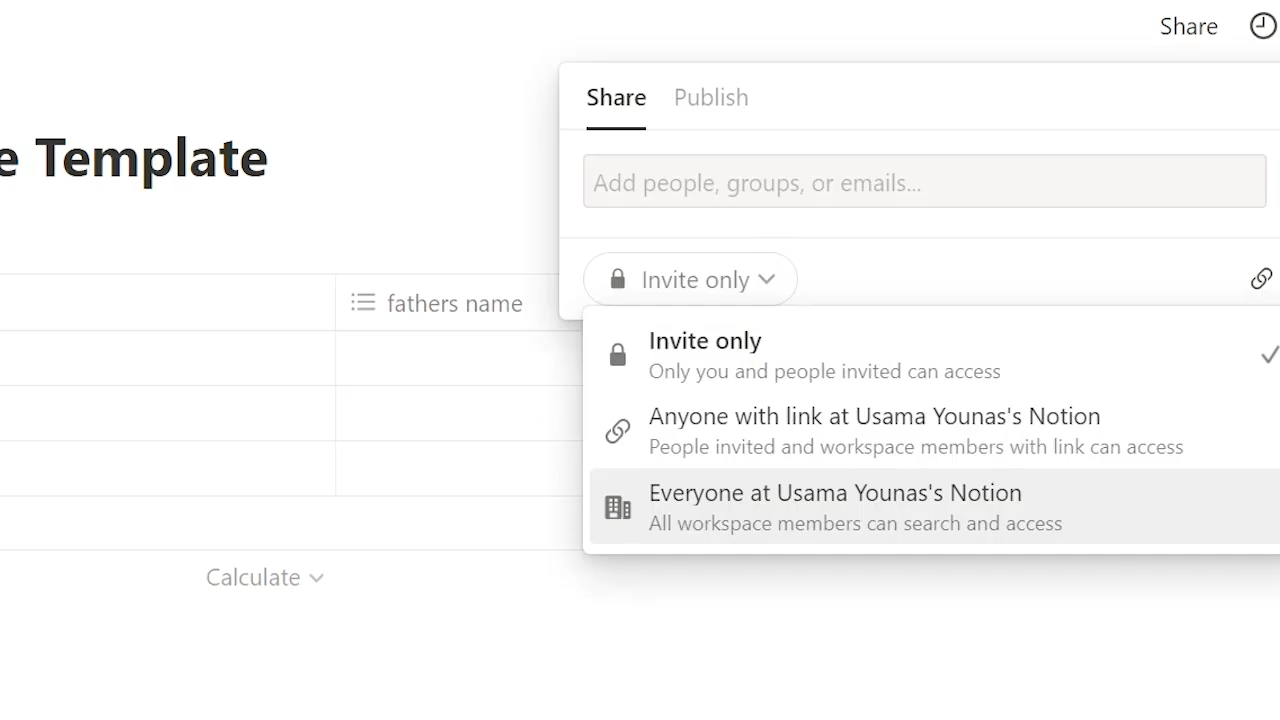 Share
Share Publish
e Template
Add people, groups, or emails...
Invite only
fathers name
Invite only
Only you and people invited can access
Anyone with link at Usama Younas's Notion
People invited and workspace members with link can access
Everyone at Usama Younas's Notion
All workspace members can search and access
Calculate